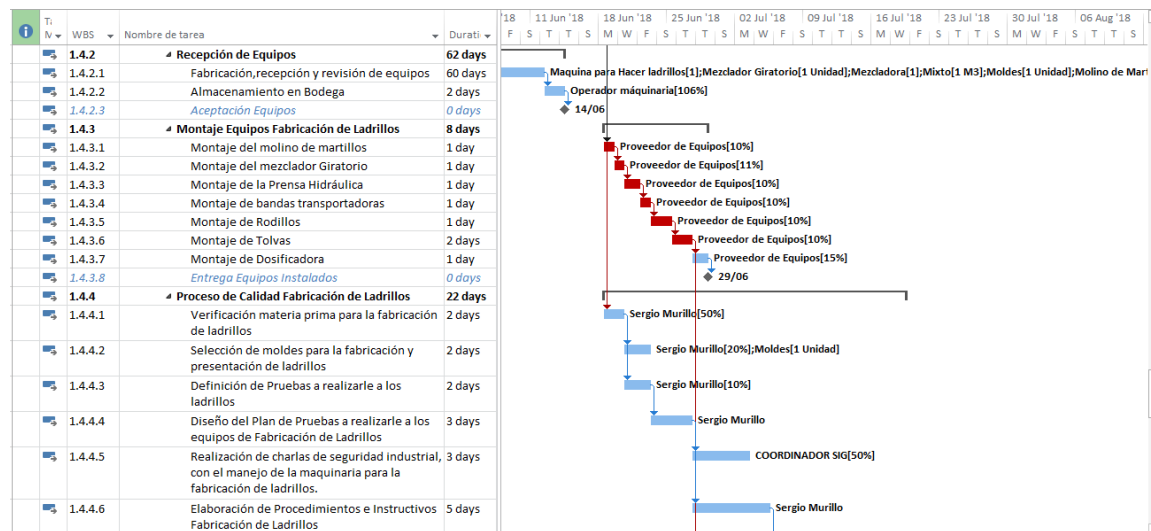 '18 11 Jun '18 18 Jun '18 25 Jun '18 02 Jul '18 09 Jul '18 16 Jul '18 23 Jul '18 30 Jul '18 06 Aug '18
WBS Nombre de tarea Durati
F S T T S M W F S T T S M W F S T T S M W F S T T S
1.4.2 Recepción de Equipos 62 days
1.4.2.1 Fabricación,recepción y revisión de equipos 60 days Maquina para Hacer ladrillos[1];Mezclador Giratorio[1 Unidad];Mezcladora[1];Mixto[1 M3];Moldes[1 Unidad];Molino de Mart
1.4.2.2 Almacenamiento en Bodega 2 days Operador máquinaria[106%]
1.4.2.3 Aceptación Equipos 0 days 14/06
1.4.3 Montaje Equipos Fabricación de Ladrillos 8 days
1.4.3.1 Montaje del molino de martillos 1 day Proveedor de Equipos[10%]
1.4.3.2 Montaje del mezclador Giratorio 1 day Proveedor de Equipos[11%]
1.4.3.3 Montaje de la Prensa Hidráulica 1 day Proveedor de Equipos[10%]
1.4.3.4 Montaje de bandas transportadoras 1 day Proveedor de Equipos[10%]
1.4.3.5 Montaje de Rodillos 1 day Proveedor de Equipos[10%]
1.4.3.6 Montaje de Tolvas 2 days Proveedor de Equipos[10%]
1.4.3.7 Montaje de Dosificadora 1 day Proveedor de Equipos[15%]
1.4.3.8 Entrega Equipos Instalados 0 days 29/06
1.4.4 Proceso de Calidad Fabricación de Ladrillos 22 days
1.4.4.1 Verificación materia prima para la fabricación 2 days Sergio Murillo[50%]
de ladrillos
1.4.4.2 Selección de moldes para la fabricación y 2 days Sergio Murillo[20%];Moldes[1 Unidad]
presentación de ladrillos
1.4.4.3 Definición de Pruebas a realizarle a los 2 days Sergio Murillo[10%]
ladrillos
1.4.4.4 Diseño del Plan de Pruebas a realizarle a los 3 days Sergio Murillo
equipos de Fabricación de Ladrillos
1.4.4.5 Realización de charlas de seguridad industrial, 3 days COORDINADOR SIG[50%]
con el manejo de la maquinaria para la
fabricación de ladrillos.
1.4.4.6 Elaboración de Procedimientos e Instructivos 5 days Sergio Murillo
Fabricación de Ladrillos